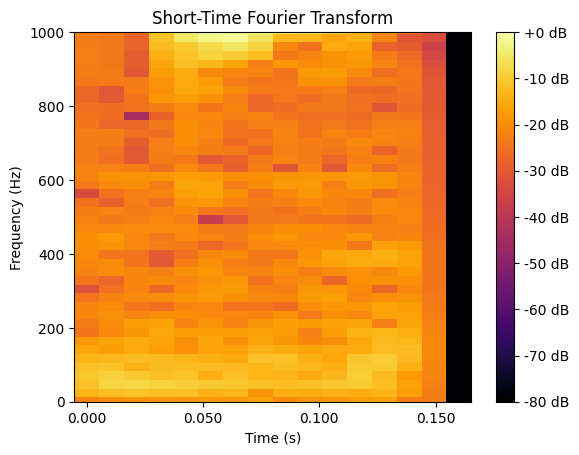 Short-Time Fourier Transform
1000
800
600
400
200
0
Frequency (Hz)
0.000
0.050
0.100
0.150
Time (s)
+0 dB
-10 dB
-20 dB
-30 dB
-40 dB
-50 dB
-60 dB
-70 dB
-80 dB